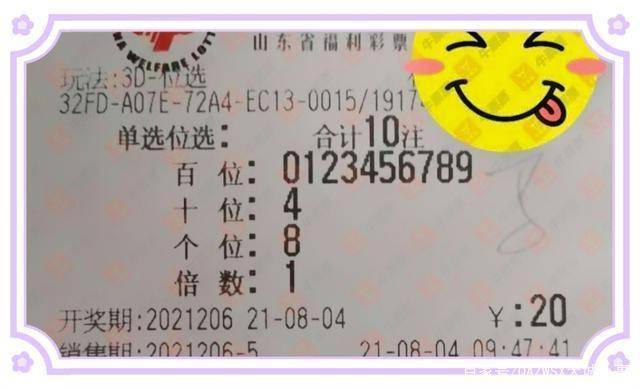 NA WELFARE LOTT
山东省福利彩票
玩法:3D-位选
32FD-A07E-72A4-EC13-0015/1917
单选位选: 合计10注
百位: 0123456789
十位: 4
个位: 8
倍数: 1
¥:20
开奖期:2021206 21-08-04
销售期:2021206-5 21-08-04 09:47:41